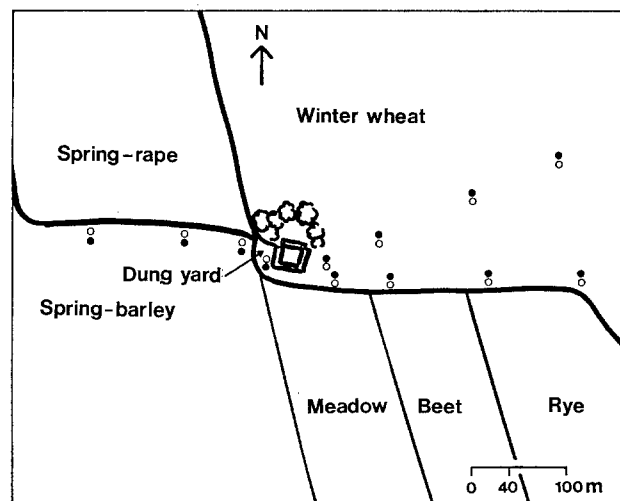 N
Winter wheat
Spring-rape
Dung yard
Spring-barley
Meadow
Beet
Rye
0 40 100 m